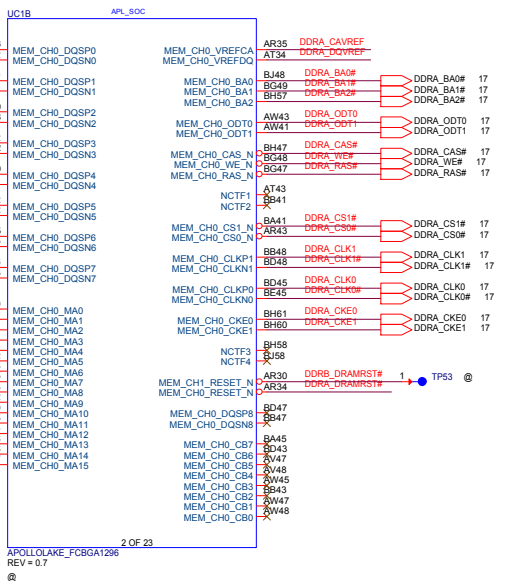 UC1B APL_SOC
MEM_CH0_DQSP0
MEM_CH0_DQSN0
MEM_CH0_DQSP1
MEM_CH0_DQSN1
MEM_CH0_DQSP2
MEM_CH0_DQSN2
MEM_CH0_DQSP3
MEM_CH0_DQSN3
MEM_CH0_DQSP4
MEM_CH0_DQSN4
MEM_CH0_DQSP5
MEM_CH0_DQSN5
MEM_CH0_DQSP6
MEM_CH0_DQSN6
MEM_CH0_DQSP7
MEM_CH0_DQSN7
MEM_CH0_MA0
MEM_CH0_MA1
MEM_CH0_MA2
MEM_CH0_MA3
MEM_CH0_MA4
MEM_CH0_MA5
MEM_CH0_MA6
MEM_CH0_MA7
MEM_CH0_MA8
MEM_CH0_MA9
MEM_CH0_MA10
MEM_CH0_MA11
MEM_CH0_MA12
MEM_CH0_MA13
MEM_CH0_MA14
MEM_CH0_MA15
MEM_CH0_VREFCA AR35 DDRA_CAVREF
MEM_CH0_VREFDQ AT34 DDRA_DQVREF
MEM_CH0_BA0 BJ48 DDRA_BA0# DDRA_BA0# 17
MEM_CH0_BA1 BG49 DDRA_BA1# DDRA_BA1# 17
MEM_CH0_BA2 BH57 DDRA_BA2# DDRA_BA2# 17
MEM_CH0_ODT0 AW43 DDRA_ODT0 DDRA_ODT0 17
MEM_CH0_ODT1 AW41 DDRA_ODT1 DDRA_ODT1 17
MEM_CH0_CAS_N BH47 DDRA_CAS# DDRA_CAS# 17
MEM_CH0_WE_N BG48 DDRA_WE# DDRA_WE# 17
MEM_CH0_RAS_N BG47 DDRA_RAS# DDRA_RAS# 17
NCTF1 AT43
NCTF2 BB41
MEM_CH0_CS1_N BA41 DDRA_CS1# DDRA_CS1# 17
MEM_CH0_CS0_N AR43 DDRA_CS0# DDRA_CS0# 17
MEM_CH0_CLKP1 BB48 DDRA_CLK1 DDRA_CLK1 17
MEM_CH0_CLKN1 BD48 DDRA_CLK1# DDRA_CLK1# 17
MEM_CH0_CLKP0 BD45 DDRA_CLK0 DDRA_CLK0 17
MEM_CH0_CLKN0 BE45 DDRA_CLK0# DDRA_CLK0# 17
MEM_CH0_CKE0 BH61 DDRA_CKE0 DDRA_CKE0 17
MEM_CH0_CKE1 BH60 DDRA_CKE1 DDRA_CKE1 17
NCTF3 BH58
NCTF4 BJ58
MEM_CH1_RESET_N AR30 DDRB_DRAMRST# 1 TP53 @
MEM_CH0_RESET_N AR34 DDRA_DRAMRST#
MEM_CH0_DQSP8 BD47
MEM_CH0_DQSN8 BB47
MEM_CH0_CB7 BA45
MEM_CH0_CB6 BD43
MEM_CH0_CB5 AV47
MEM_CH0_CB4 AV48
MEM_CH0_CB3 AW45
MEM_CH0_CB2 BB43
MEM_CH0_CB1 AW47
MEM_CH0_CB0 AW48
2 OF 23
APOLLOLAKE_FCBGA1296
REV = 0.7
@